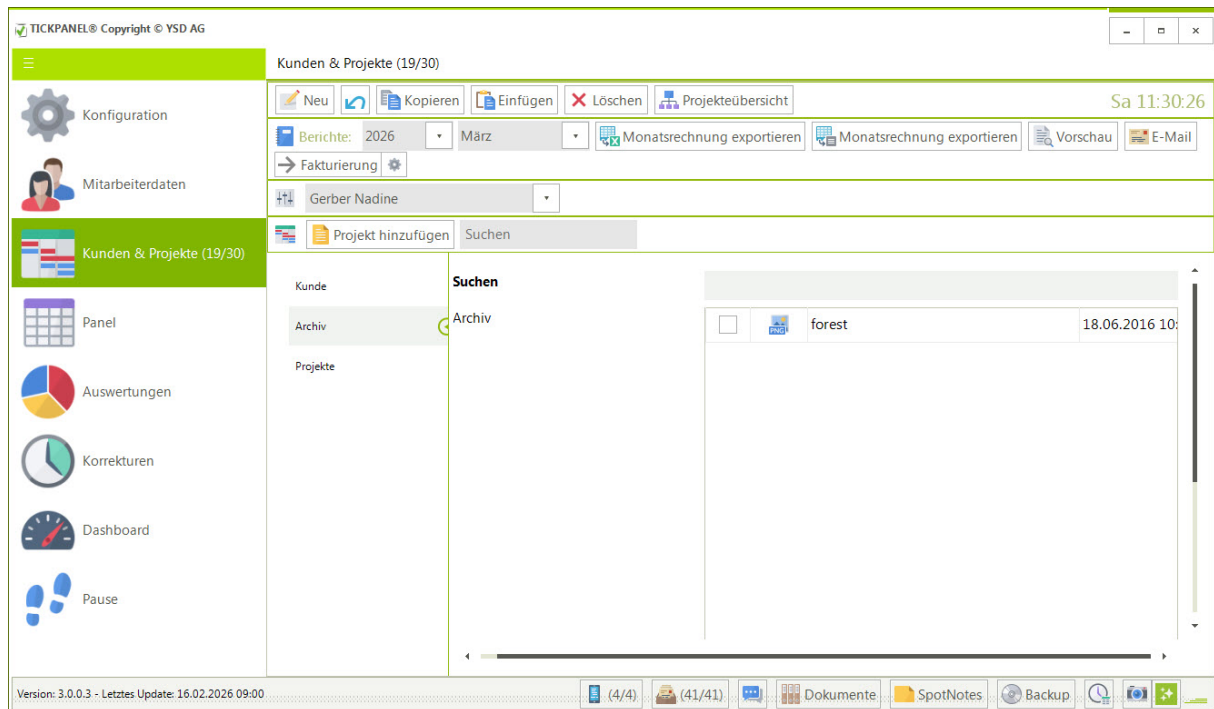 TICKPANEL® Copyright © YSD AG
Kunden & Projekte (19/30)
Neu Kopieren Einfügen Löschen Projekteübersicht Sa 11:30:26
Konfiguration
Berichte: 2026 März Monatsrechnung exportieren Monatsrechnung exportieren Vorschau E-Mail
Fakturierung
Mitarbeiterdaten
Gerber Nadine
Projekt hinzufügen Suchen
Kunden & Projekte (19/30)
Kunde Suchen
Archiv Archiv forest 18.06.2016 10:
PNG
Panel
Projekte
Auswertungen
Korrekturen
Dashboard
Pause
Version: 3.0.0.3 - Letztes Update: 16.02.2026 09:00 (4/4) (41/41) Dokumente SpotNotes Backup